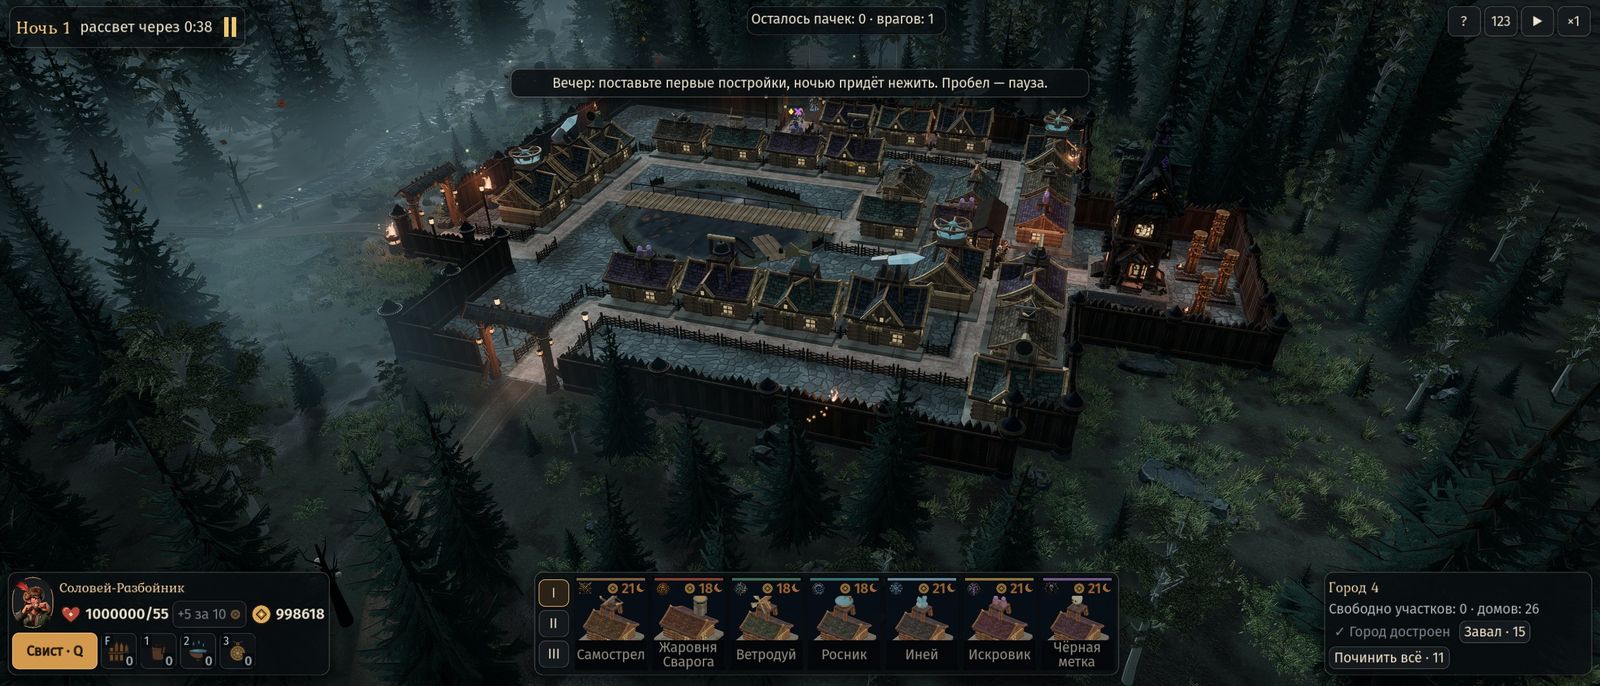 Ночь 1 рассвет через 0:38
Осталось пачек: 0 · врагов: 1
? 123 ×1
Вечер: поставьте первые постройки, ночью придёт нежить. Пробел — пауза.
Соловей-Разбойник
1000000/55 +5 за 10 998618
Свист · Q F 0 1 0 2 0 3 0
I
II
III
21 18 18 18 21 21 21
Самострел
Жаровня
Сварога
Ветродуй
Росник
Иней
Искровик
Чёрная
метка
Город 4
Свободно участков: 0 · домов: 26
✓ Город достроен Завал · 15
Починить всё · 11